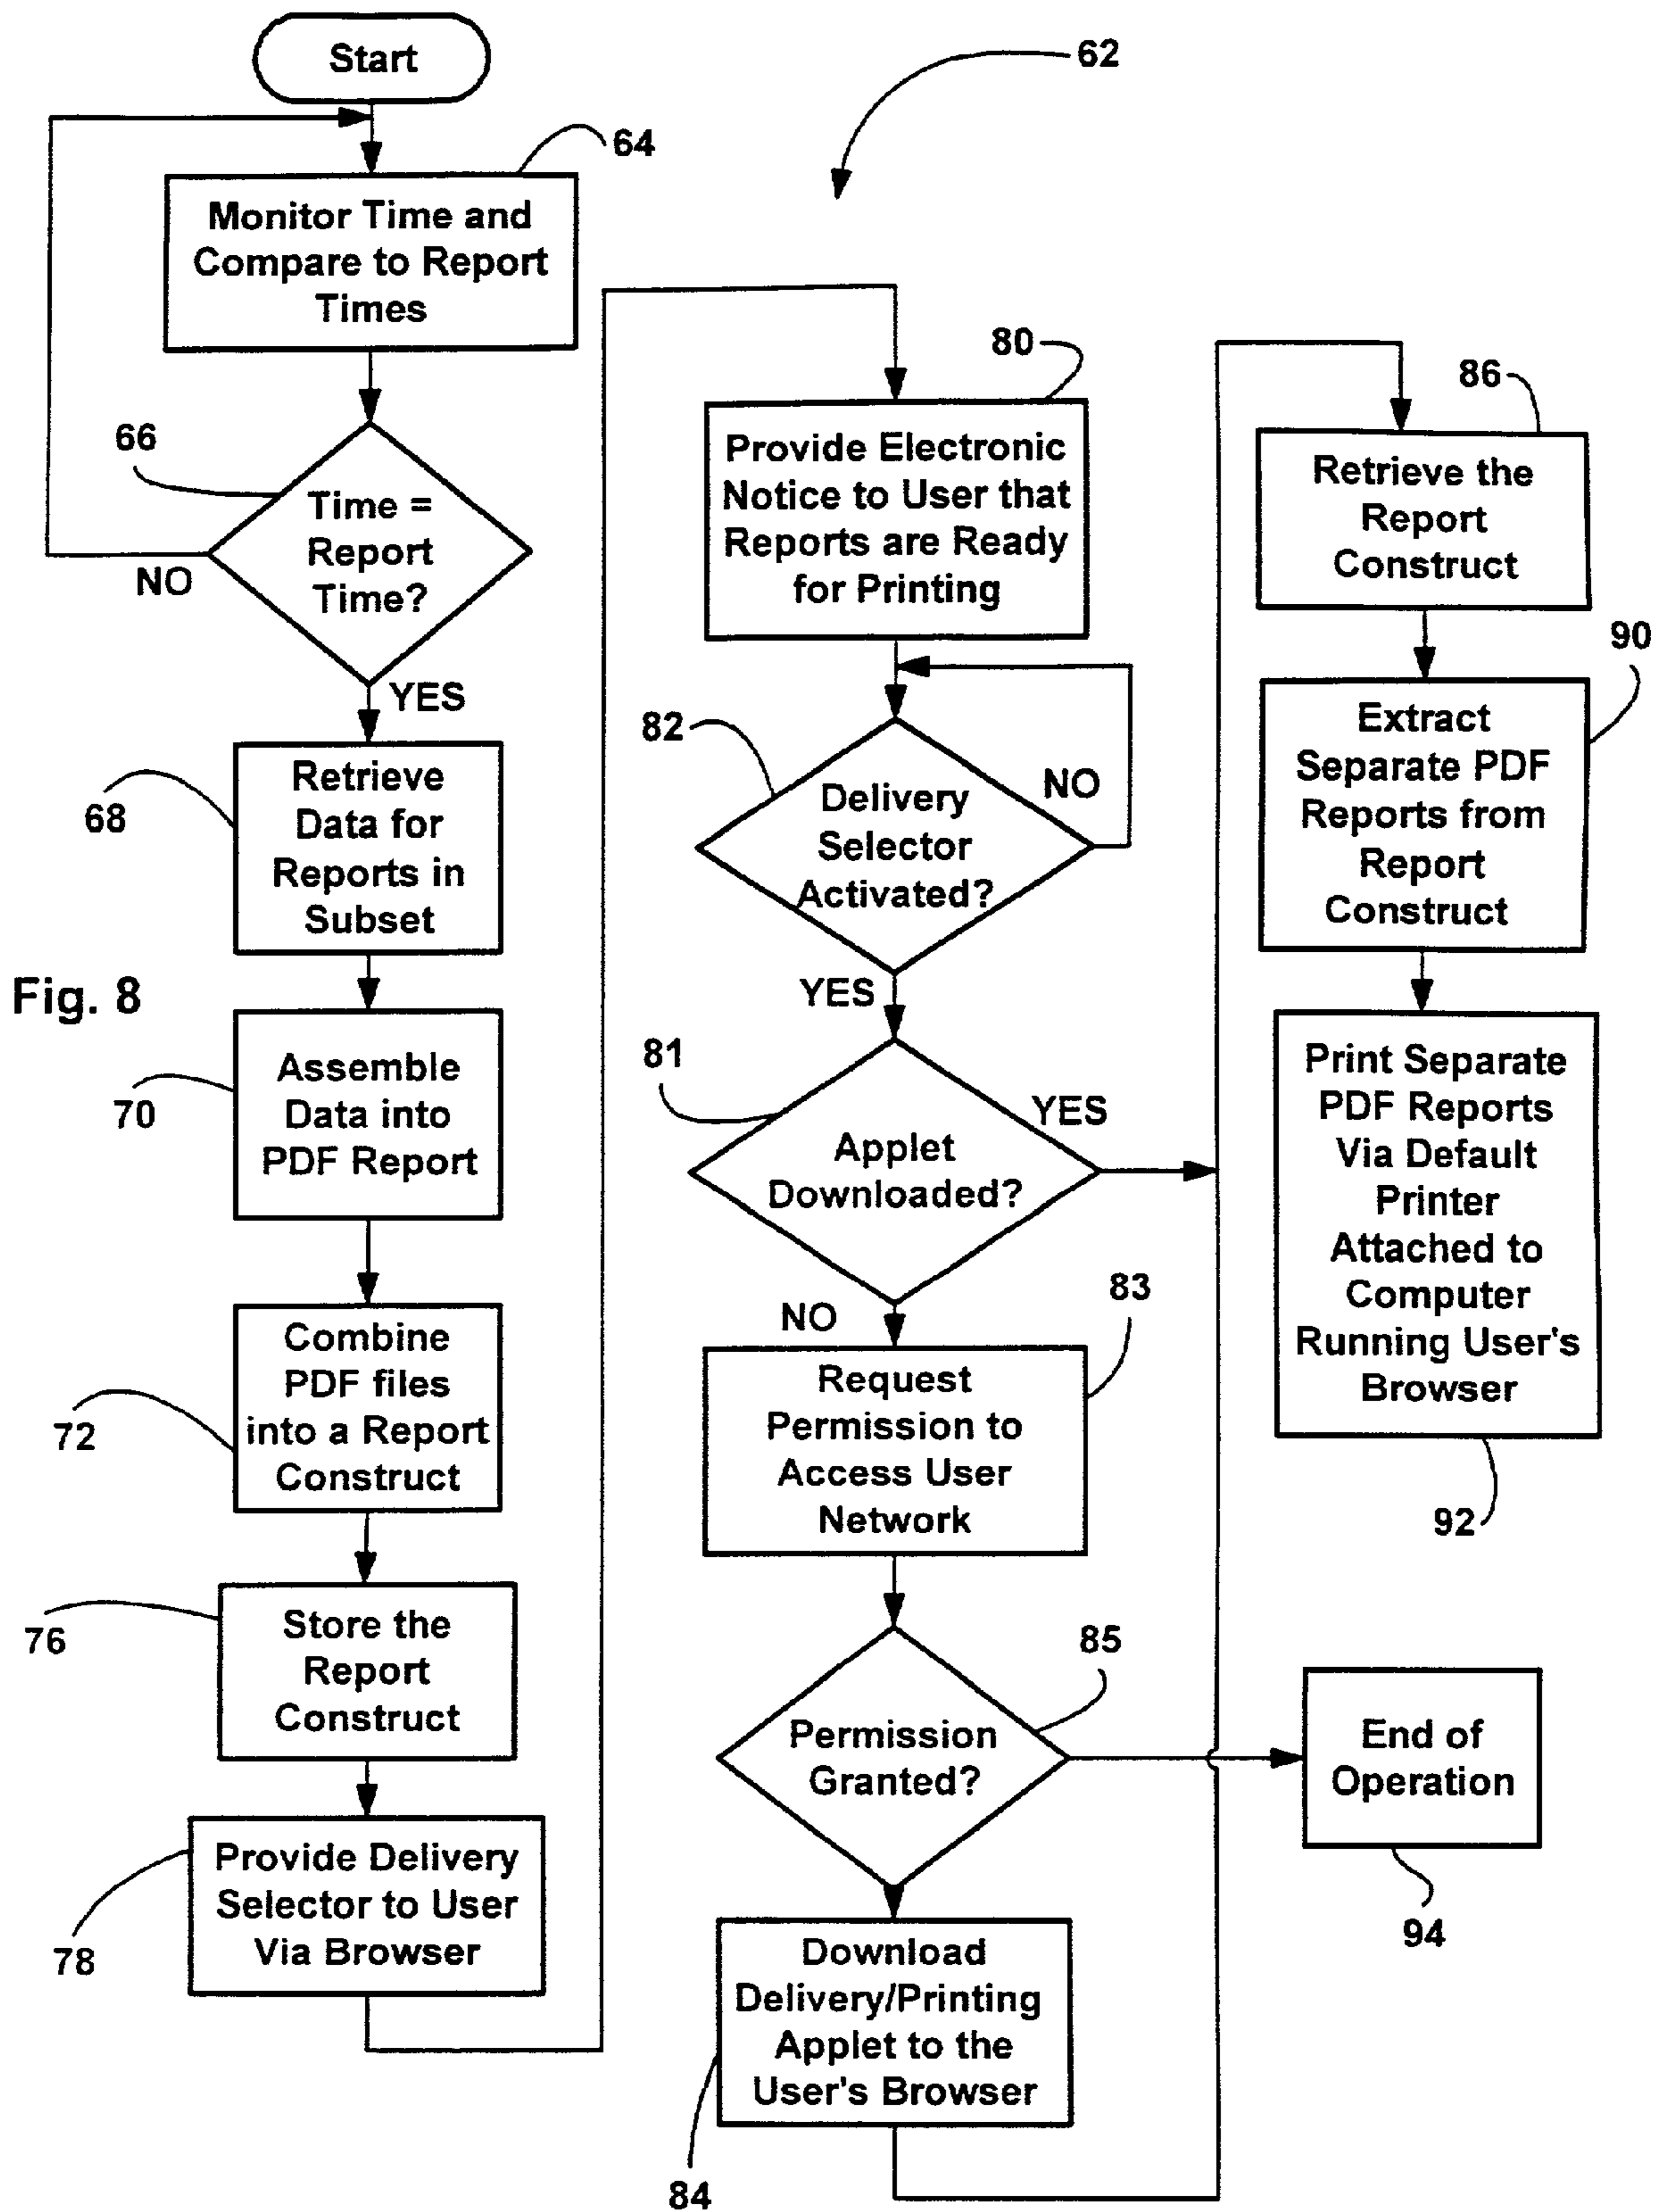 Start
62
64
Monitor Time and
Compare to Report
Times
66
Time =
Report
Time?
NO
YES
68
Retrieve
Data for
Reports in
Subset
Fig. 8
70
Assemble
Data into
PDF Report
72
Combine
PDF files
into a Report
Construct
76
Store the
Report
Construct
78
Provide Delivery
Selector to User
Via Browser
80
Provide Electronic
Notice to User that
Reports are Ready
for Printing
82
Delivery
Selector
Activated?
NO
YES
81
Applet
Downloaded?
YES
NO
83
Request
Permission to
Access User
Network
85
Permission
Granted?
84
Download
Delivery/Printing
Applet to the
User's Browser
86
Retrieve the
Report
Construct
90
Extract
Separate PDF
Reports from
Report
Construct
Print Separate
PDF Reports
Via Default
Printer
Attached to
Computer
Running User's
Browser
92
End of
Operation
94